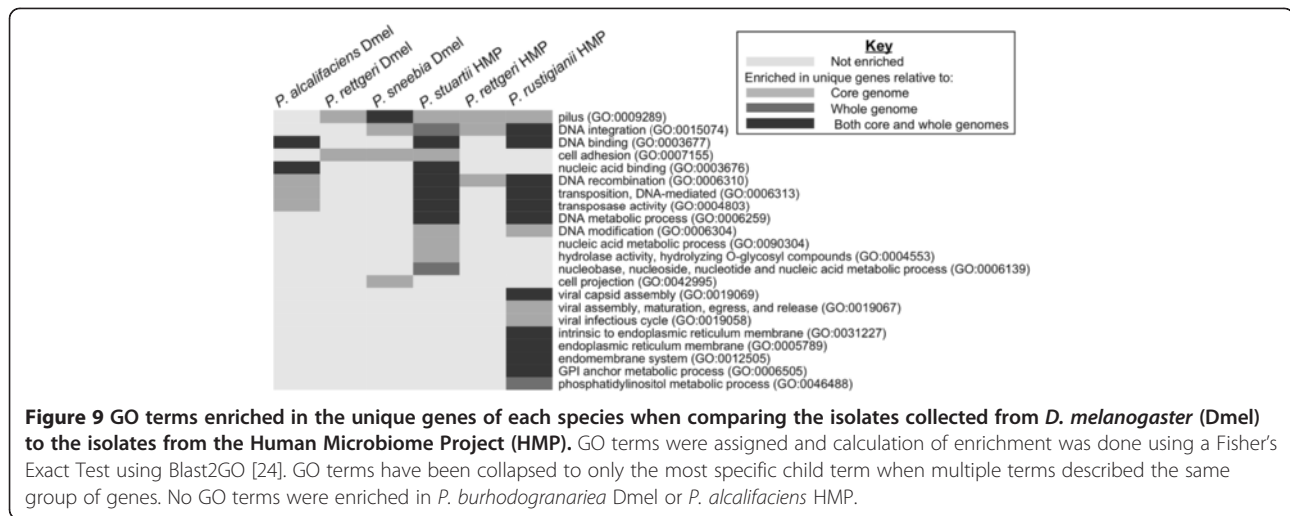 P. alcalifaciens Dmel
P. rettgeri Dmel
P. sneebia Dmel
P. stuartii HMP
P. rettgeri HMP
P. rustigianii HMP
Key
Not enriched
Enriched in unique genes relative to:
Core genome
Whole genome
Both core and whole genomes
pilus (GO:0009289)
DNA integration (GO:0015074)
DNA binding (GO:0003677)
cell adhesion (GO:0007155)
nucleic acid binding (GO:0003676)
DNA recombination (GO:0006310)
transposition, DNA-mediated (GO:0006313)
transposase activity (GO:0004803)
DNA metabolic process (GO:0006259)
DNA modification (GO:0006304)
nucleic acid metabolic process (GO:0090304)
hydrolase activity, hydrolyzing O-glycosyl compounds (GO:0004553)
nucleobase, nucleoside, nucleotide and nucleic acid metabolic process (GO:0006139)
cell projection (GO:0042995)
viral capsid assembly (GO:0019069)
viral assembly, maturation, egress, and release (GO:0019067)
viral infectious cycle (GO:0019058)
intrinsic to endoplasmic reticulum membrane (GO:0031227)
endoplasmic reticulum membrane (GO:0005789)
endomembrane system (GO:0012505)
GPI anchor metabolic process (GO:0006505)
phosphatidylinositol metabolic process (GO:0046488)
Figure 9 GO terms enriched in the unique genes of each species when comparing the isolates collected from D. melanogaster (Dmel)
to the isolates from the Human Microbiome Project (HMP). GO terms were assigned and calculation of enrichment was done using a Fisher's
Exact Test using Blast2GO [24]. GO terms have been collapsed to only the most specific child term when multiple terms described the same
group of genes. No GO terms were enriched in P. burhodogranariea Dmel or P. alcalifaciens HMP.